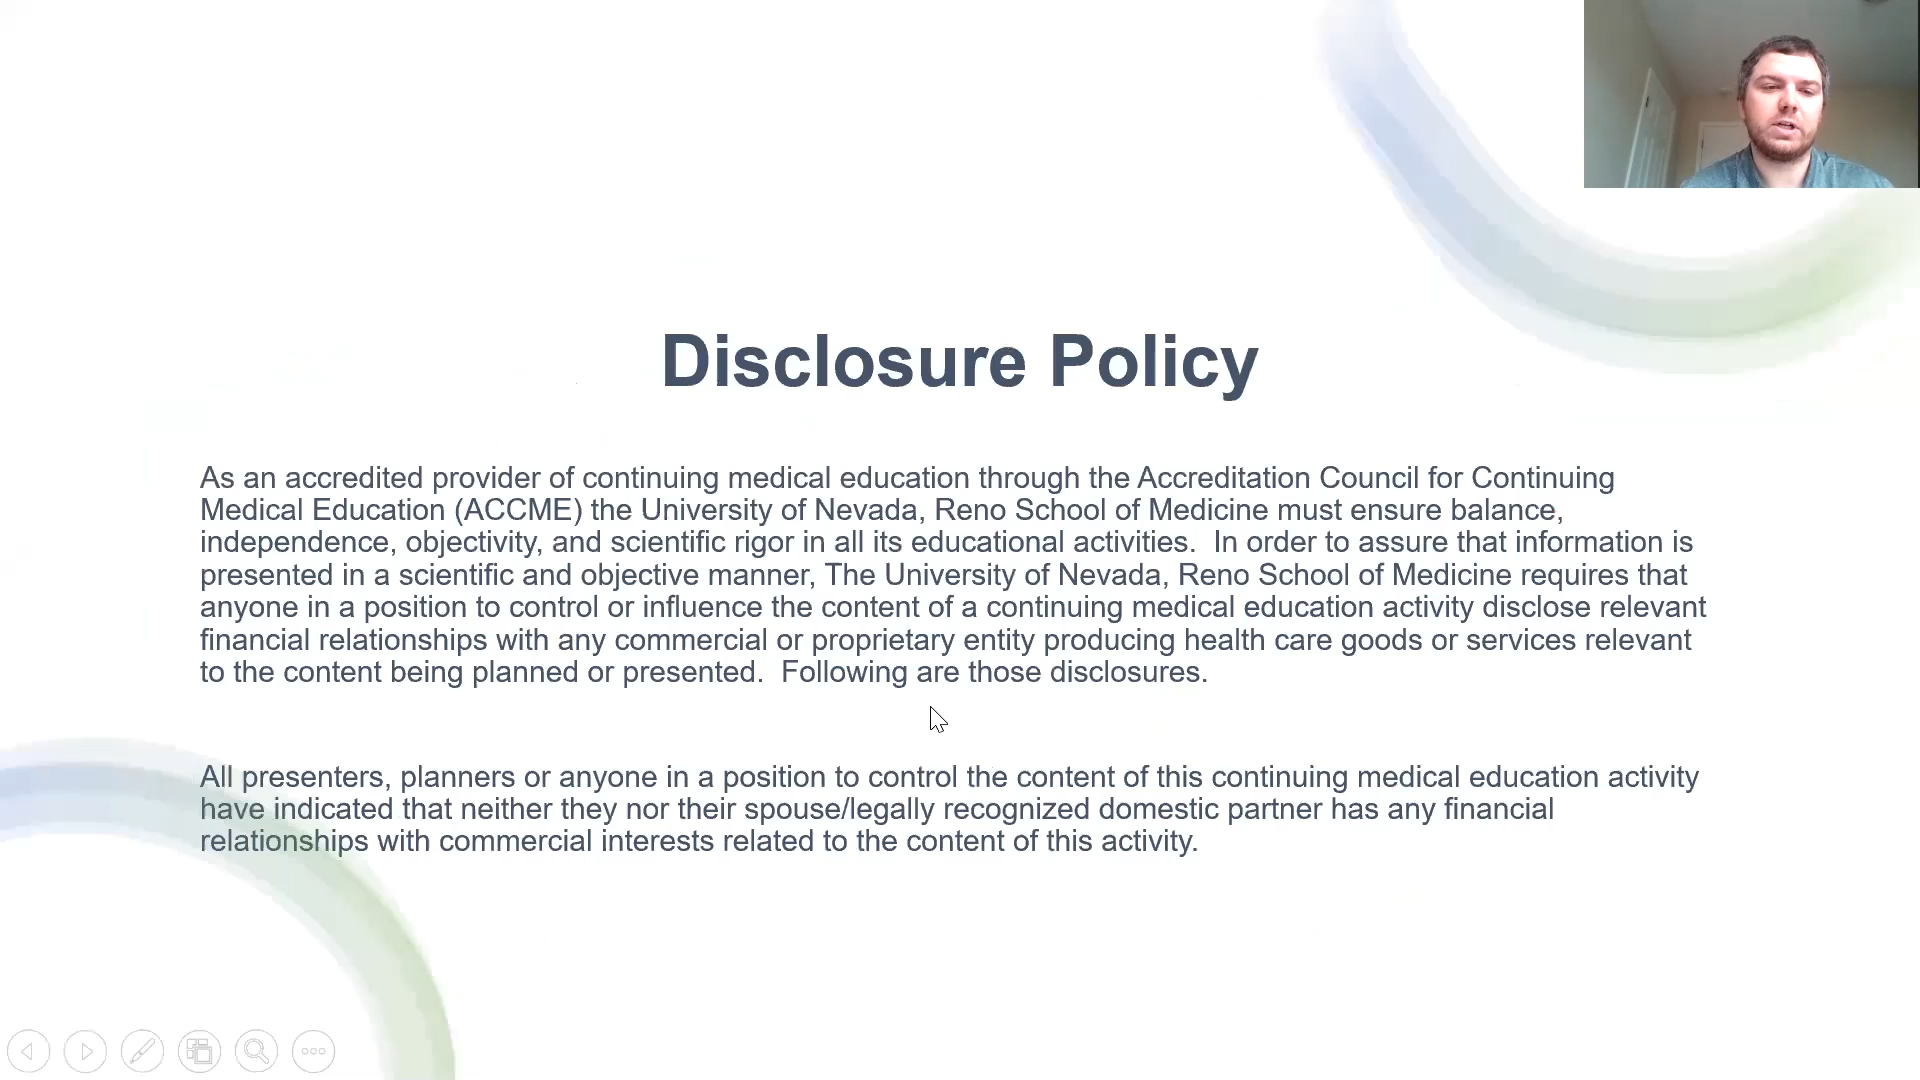 Disclosure Policy
As an accredited provider of continuing medical education through the Accreditation Council for Continuing
Medical Education (ACCME) the University of Nevada, Reno School of Medicine must ensure balance,
independence, objectivity, and scientific rigor in all its educational activities.  In order to assure that information is
presented in a scientific and objective manner, The University of Nevada, Reno School of Medicine requires that
anyone in a position to control or influence the content of a continuing medical education activity disclose relevant
financial relationships with any commercial or proprietary entity producing health care goods or services relevant
to the content being planned or presented.  Following are those disclosures.
All presenters, planners or anyone in a position to control the content of this continuing medical education activity
have indicated that neither they nor their spouse/legally recognized domestic partner has any financial
relationships with commercial interests related to the content of this activity.